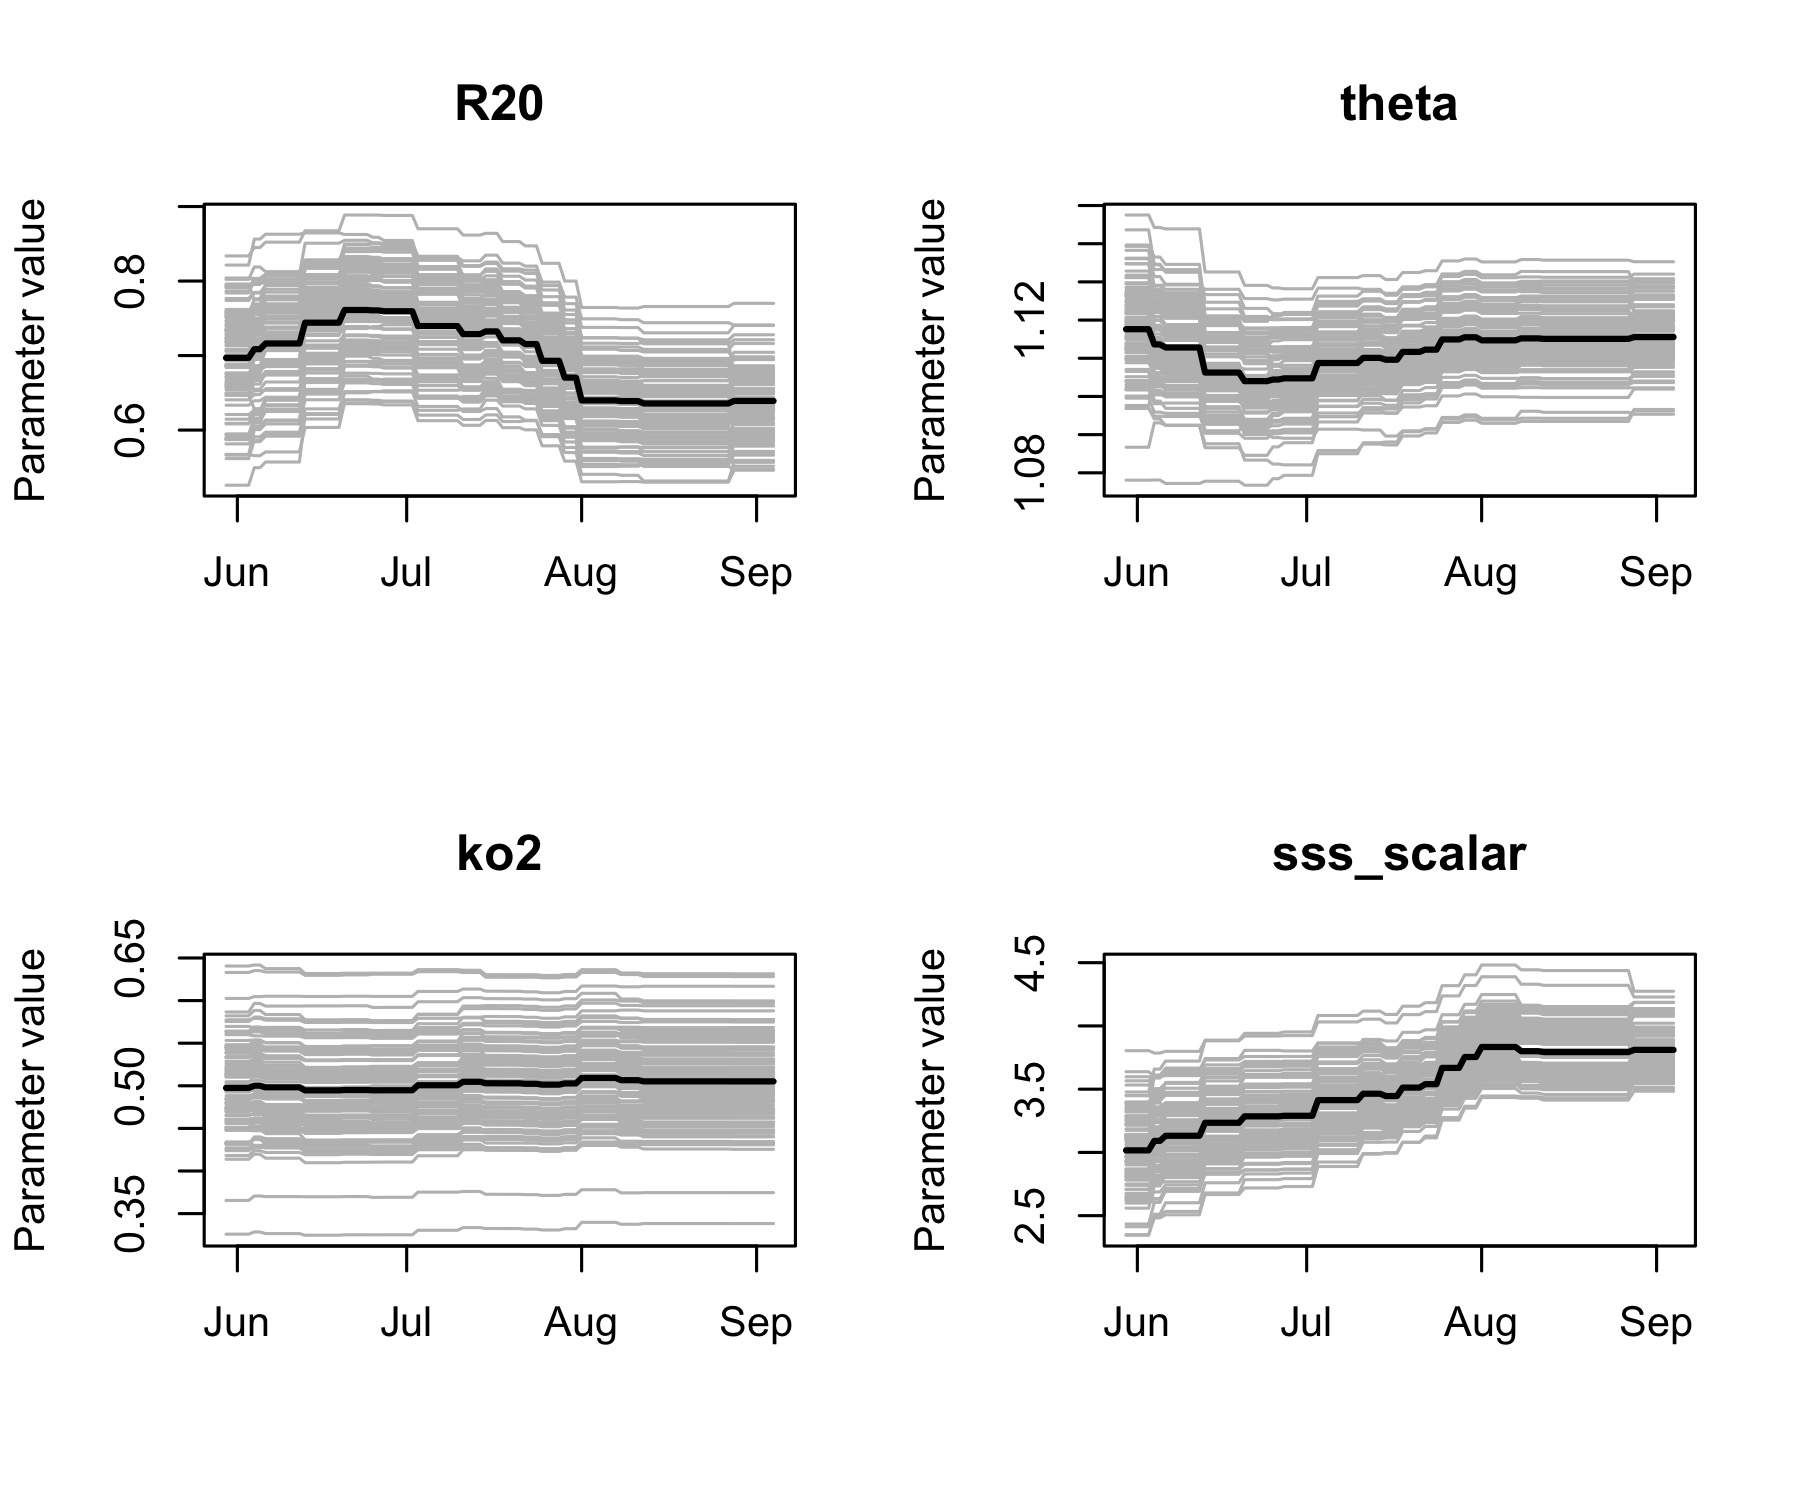 R20
Parameter value
0.8
0.6
Jun Jul Aug Sep
theta
Parameter value
1.12
1.08
Jun Jul Aug Sep
ko2
Parameter value
0.65
0.50
0.35
Jun Jul Aug Sep
sss_scalar
Parameter value
4.5
3.5
2.5
Jun Jul Aug Sep